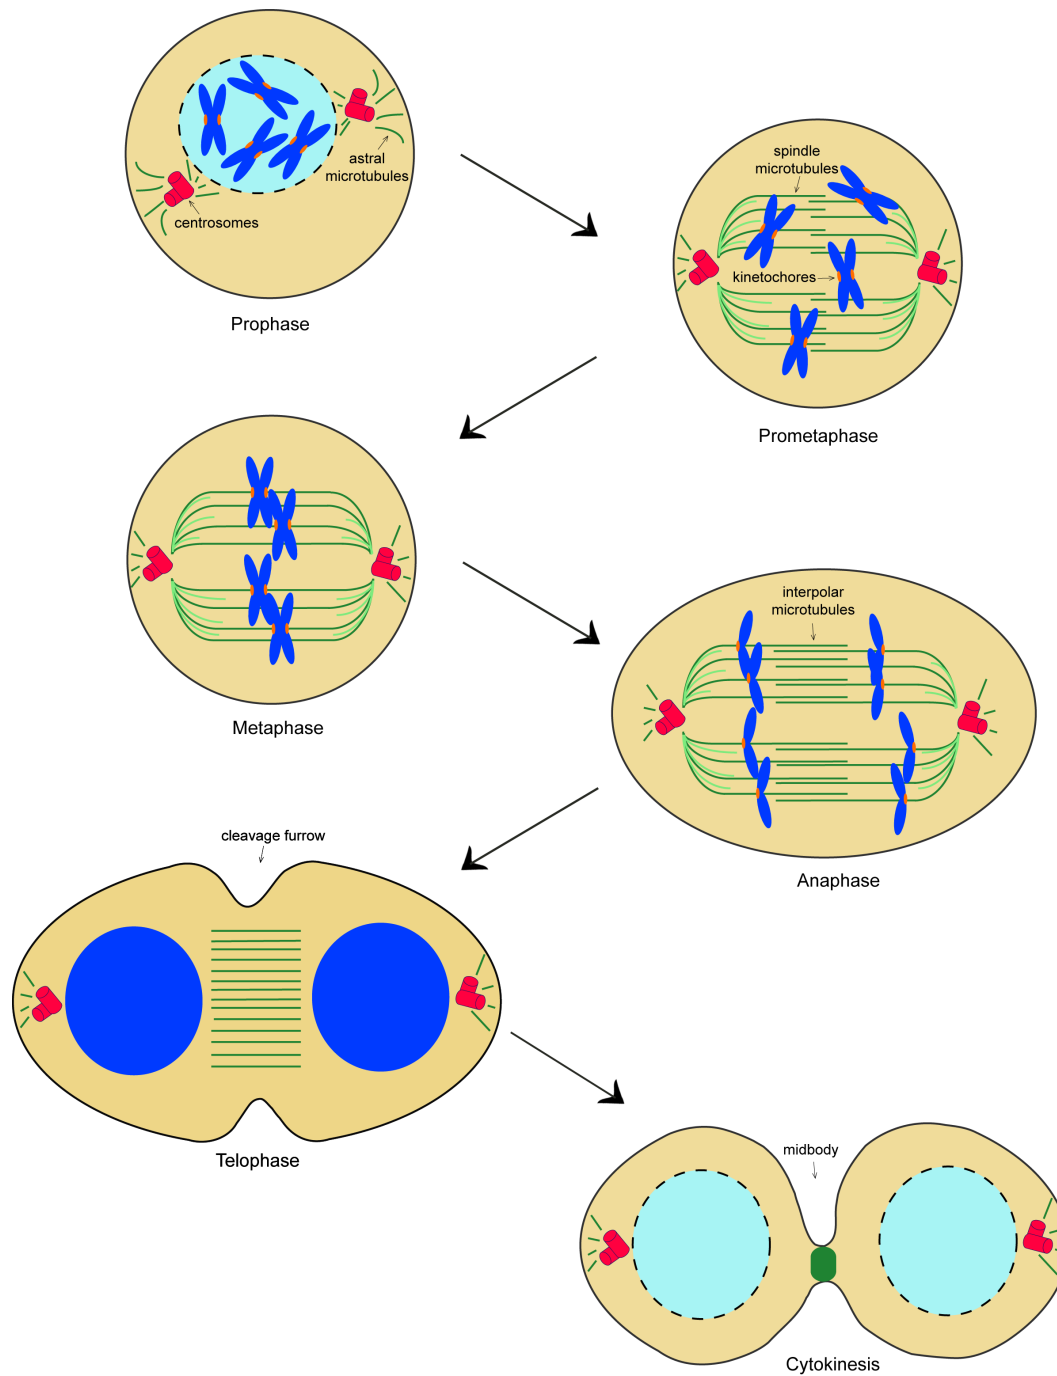 astral
microtubules
centrosomes
Prophase
spindle
microtubules
kinetochores
Prometaphase
Metaphase
interpolar
microtubules
Anaphase
cleavage furrow
Telophase
midbody
Cytokinesis